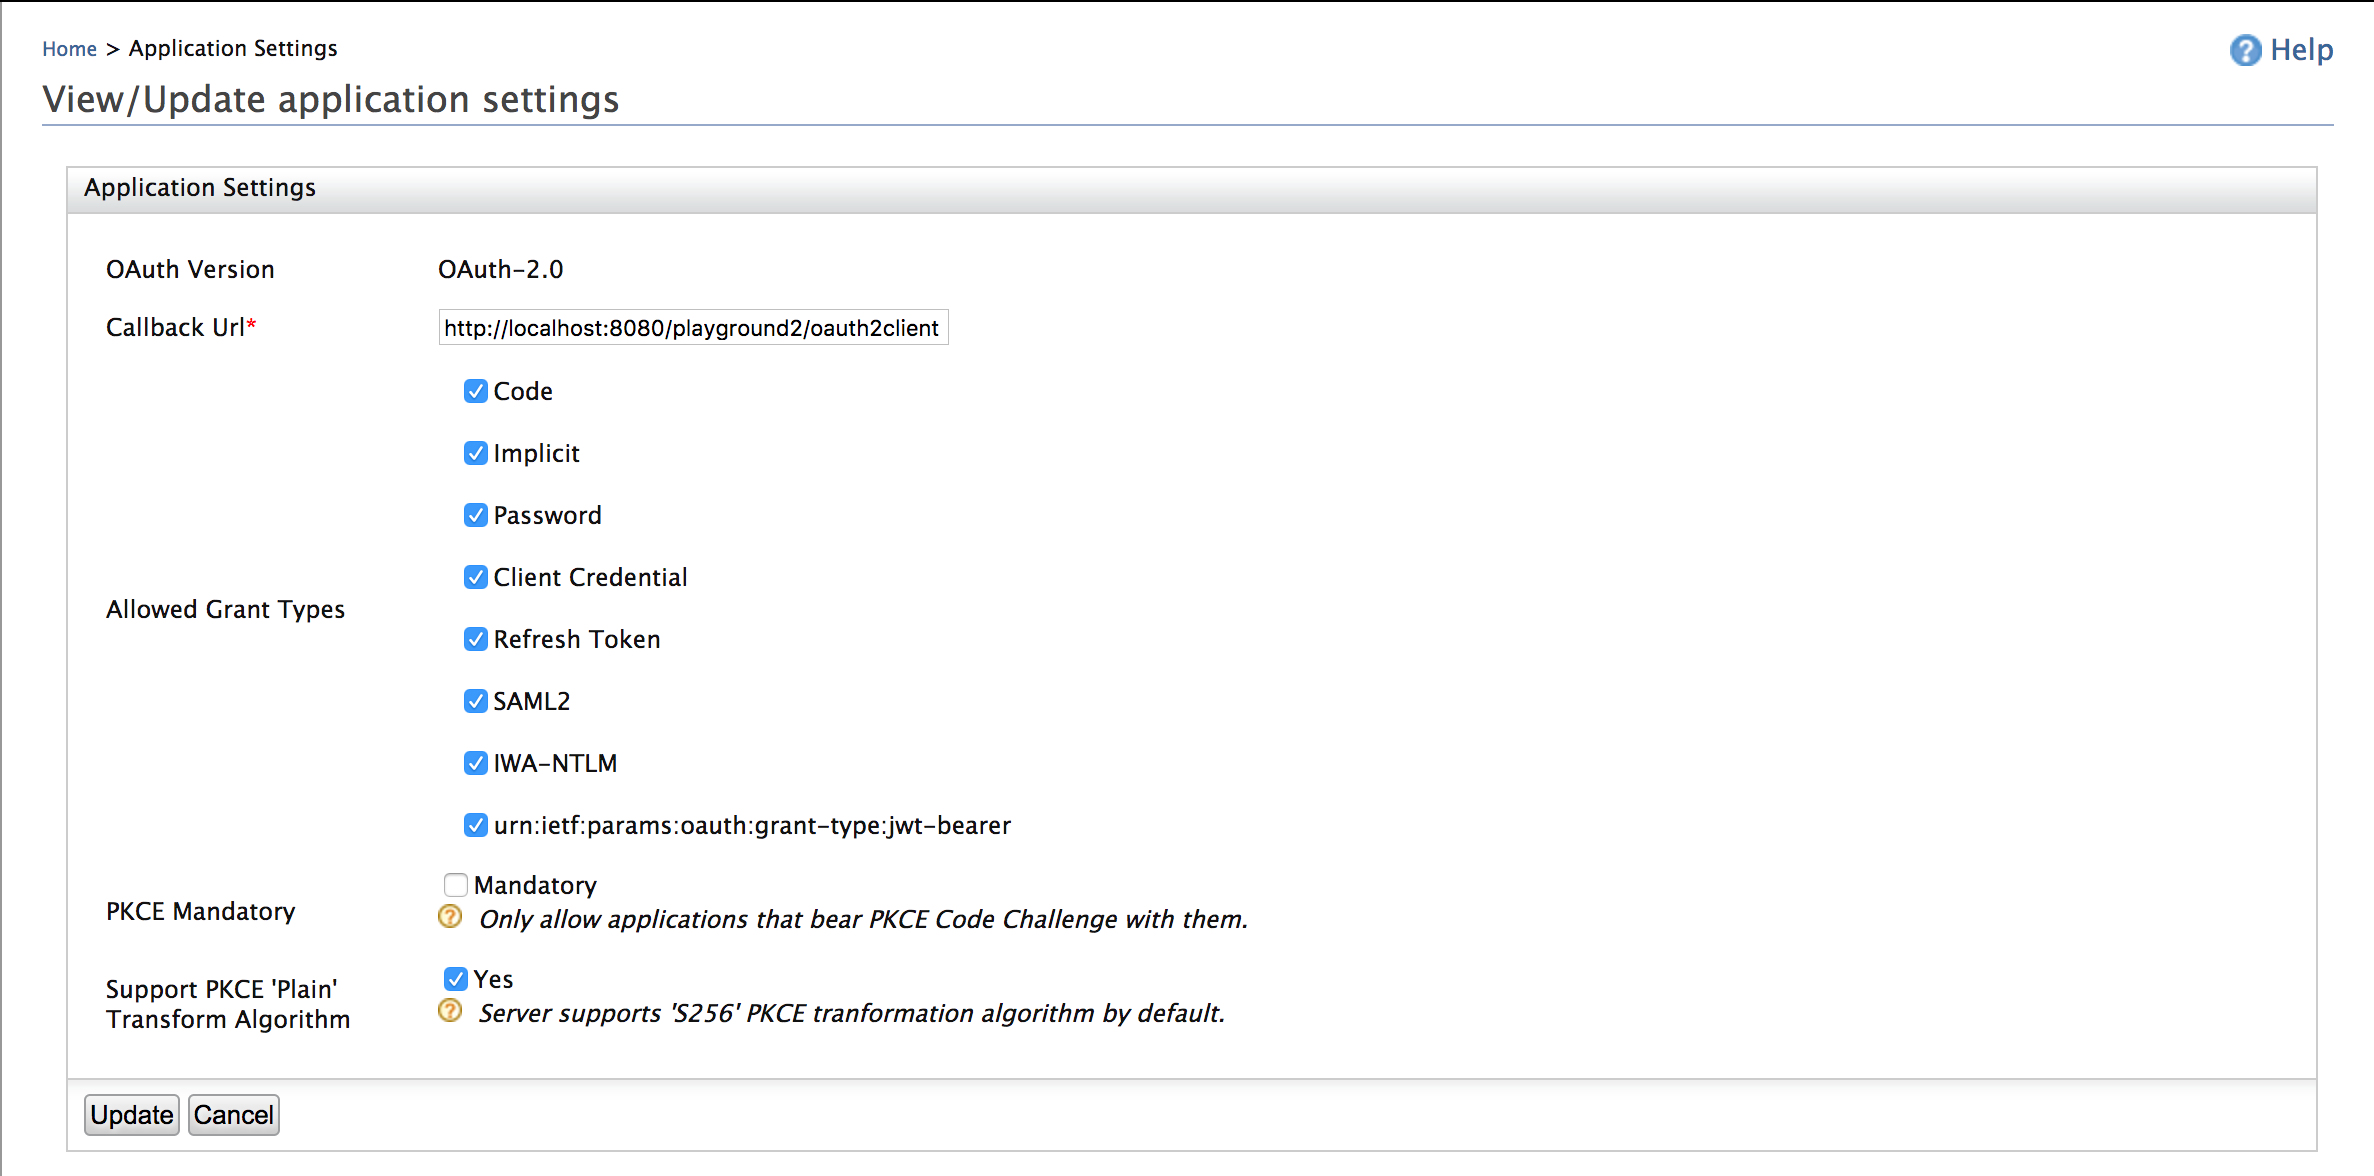 Home > Application Settings
Help
View/Update application settings
Application Settings
OAuth Version
OAuth-2.0
Callback Url*
http://localhost:8080/playground2/oauth2client
Allowed Grant Types
Code
Implicit
Password
Client Credential
Refresh Token
SAML2
IWA-NTLM
urn:ietf:params:oauth:grant-type:jwt-bearer
PKCE Mandatory
Mandatory
Only allow applications that bear PKCE Code Challenge with them.
Support PKCE 'Plain'
Transform Algorithm
Yes
Server supports 'S256' PKCE tranformation algorithm by default.
Update
Cancel